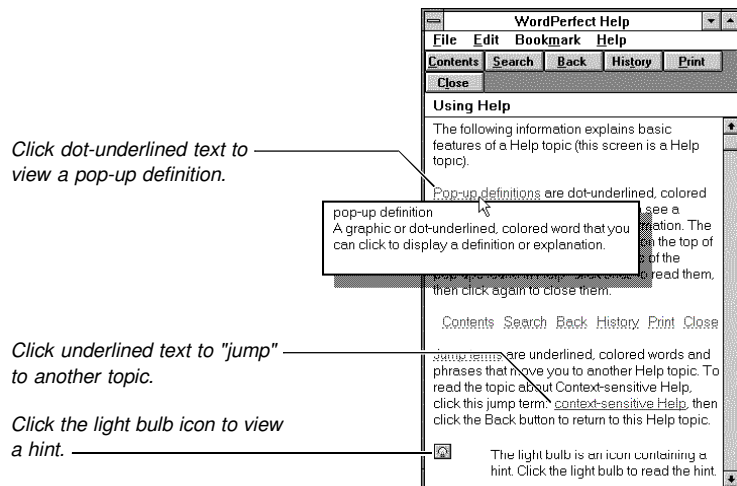 WordPerfect Help
File Edit Bookmark Help
Contents Search Back History Print
Close
Using Help
The following information explains basic
features of a Help topic (this screen is a Help
topic).
Click dot-underlined text to
view a pop-up definition.
Pop-up definitions are dot-underlined, colored
see a
pop-up definition
A graphic or dot-underlined, colored word that you
can click to display a definition or explanation.
mation. The
on the top of
of the
read them,
then click again to close them.
Contents Search Back History Print Close
Click underlined text to "jump"
to another topic.
Jump terms are underlined, colored words and
phrases that move you to another Help topic. To
read the topic about Context-sensitive Help,
click this jump term: context-sensitive Help, then
click the Back button to return to this Help topic.
Click the light bulb icon to view
a hint.
The light bulb is an icon containing a
hint. Click the light bulb to read the hint.